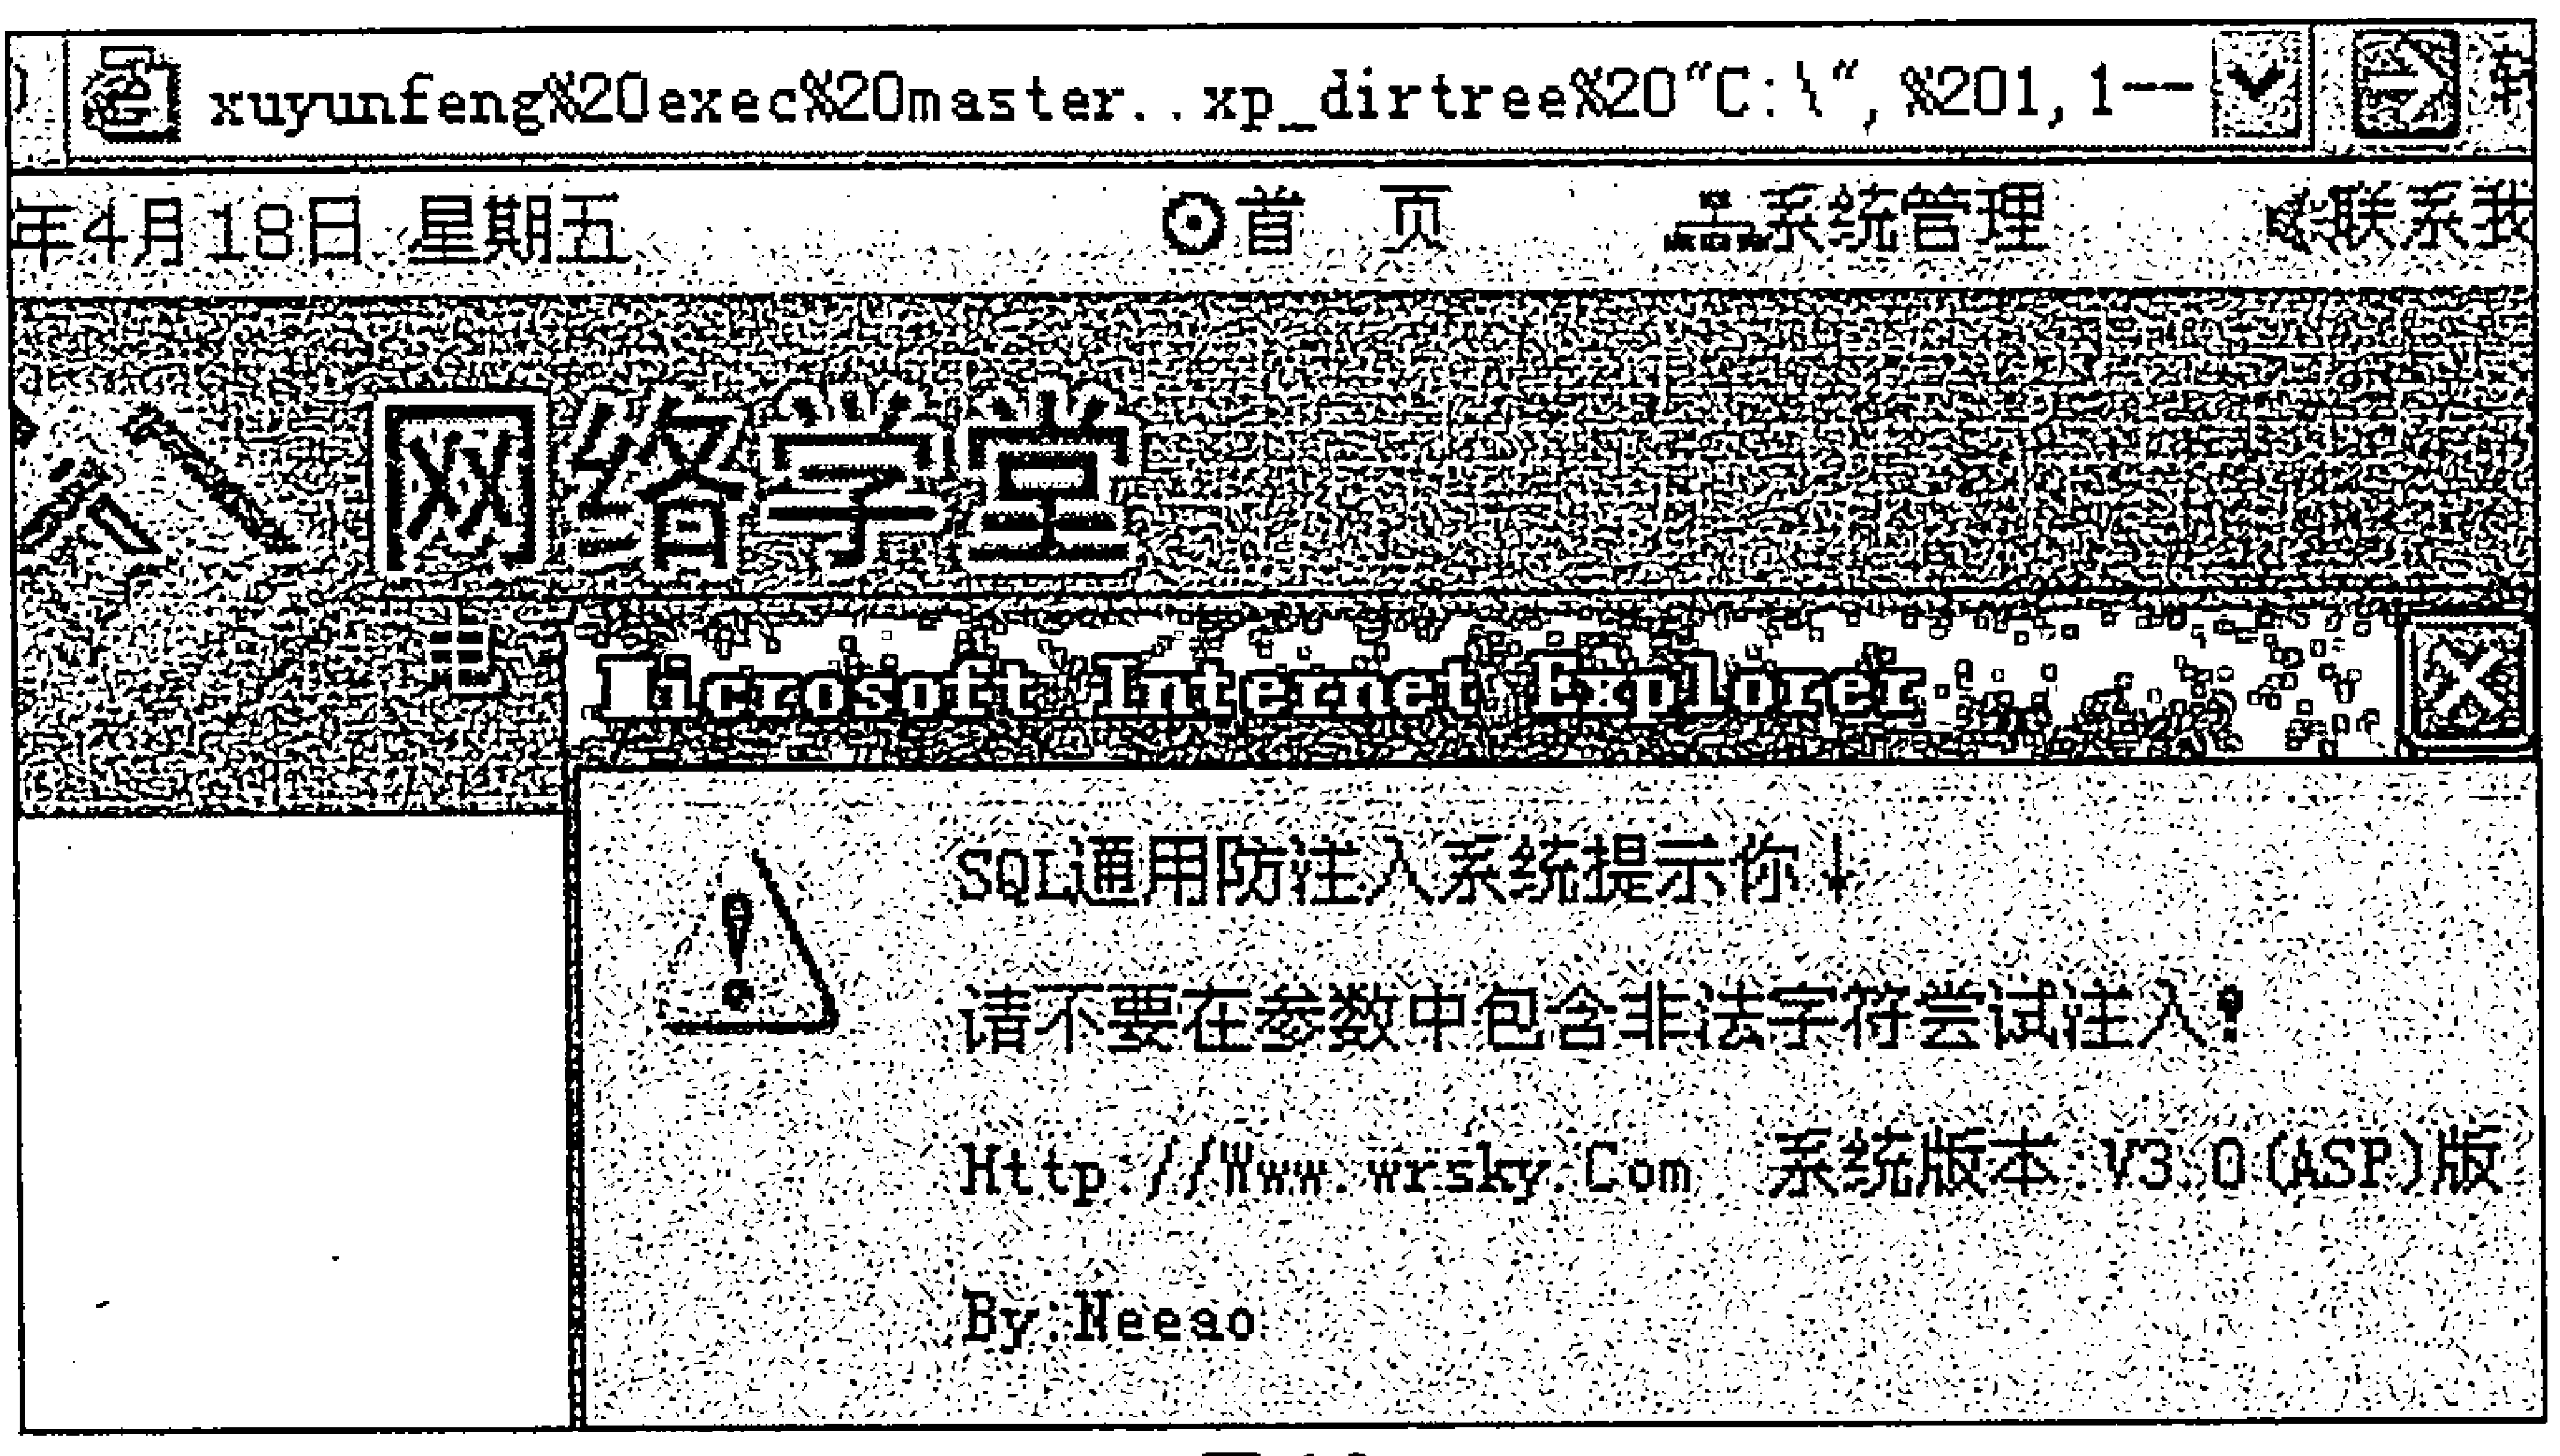 xuyunfeng%20exec%20master..xp_dirtree%20"C:\",%201,1--
年4月18日 星期五 首 页 系统管理 联系我
网络学堂
Microsoft Internet Explorer
SQL通用防注入系统提示你↓
请不要在参数中包含非法字符尝试注入!
Http://Www.wrsky.Com 系统版本:V3.0(ASP)版
By:Neeao